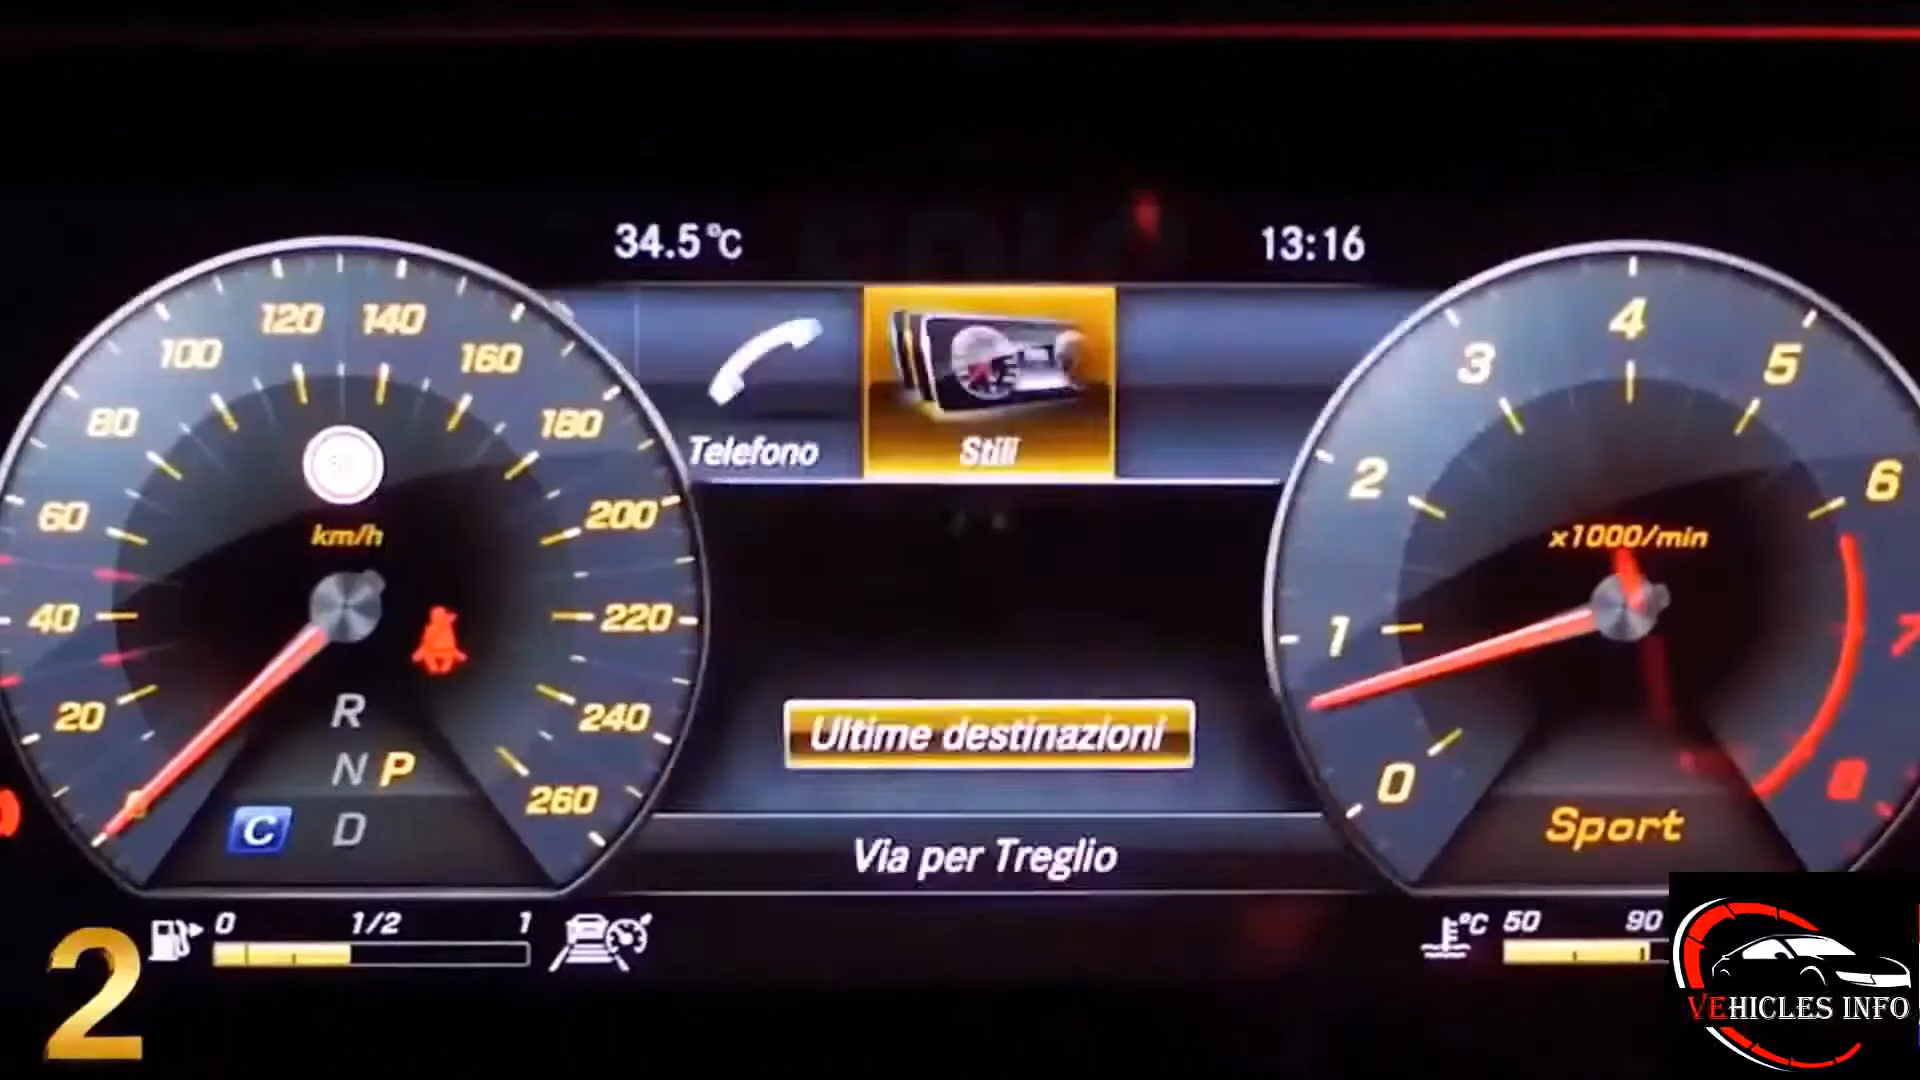 34.5°C
13:16
Telefono
Stili
0
20
40
60
80
100
120
140
160
180
200
220
240
260
km/h
R
N P
C D
0
1
2
3
4
5
6
7
8
x1000/min
Sport
Ultime destinazioni
Via per Treglio
0 1/2 1
°C 50 90
2
VEHICLES INFO